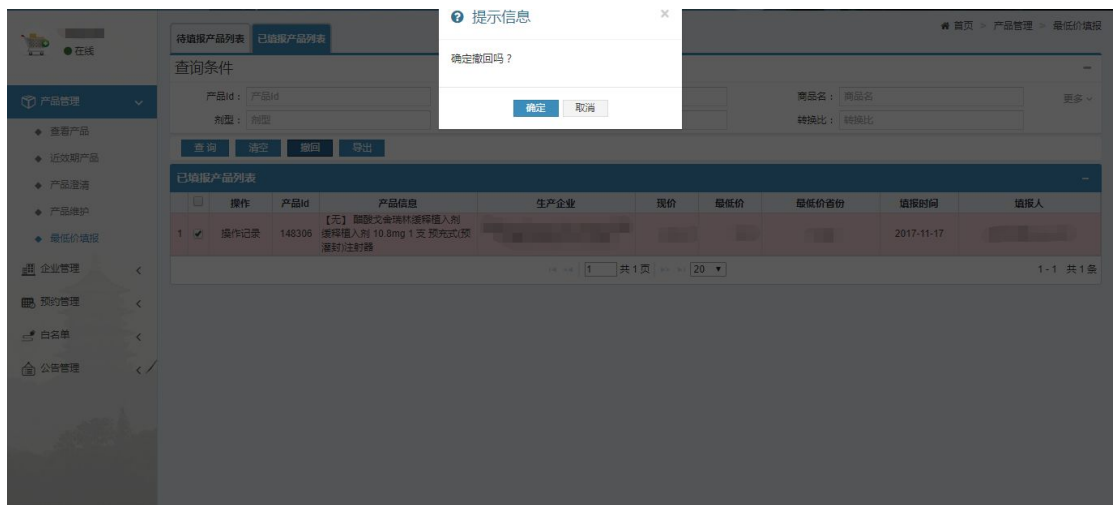 提示信息 ×
确定撤回吗？
确定 取消
在线
待填报产品列表 已填报产品列表
首页 产品管理 最低价填报
查询条件
产品Id： 产品Id 商品名： 商品名 更多
剂型： 剂型 转换比： 转换比
查询 清空 撤回 导出
产品管理
查看产品
近效期产品
产品澄清
产品维护
最低价填报
企业管理
预约管理
白名单
公告管理
已填报产品列表
操作 产品Id 产品信息 生产企业 现价 最低价 最低价省份 填报时间 填报人
【无】 醋酸戈舍瑞林缓释植入剂
1 操作记录 148306 缓释植入剂 10.8mg 1 支 预充式(预 2017-11-17
灌封)注射器
1 共 1 页 20 1 - 1 共 1 条